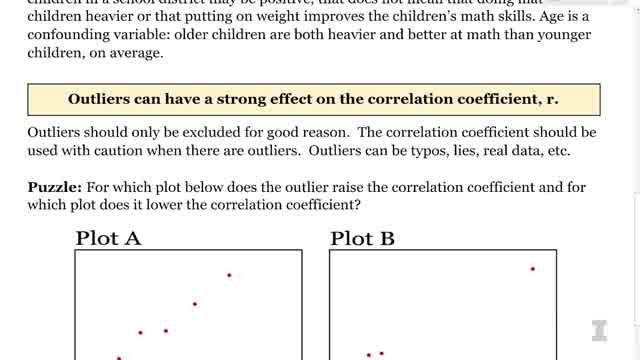 children in a school district may be positive, that does not mean that doing mat
children heavier or that putting on weight improves the children's math skills. Age is a
confounding variable: older children are both heavier and better at math than younger
children, on average.
Outliers can have a strong effect on the correlation coefficient, r.
Outliers should only be excluded for good reason.  The correlation coefficient should be
used with caution when there are outliers.  Outliers can be typos, lies, real data, etc.
Puzzle: For which plot below does the outlier raise the correlation coefficient and for
which plot does it lower the correlation coefficient?
Plot A
Plot B
I